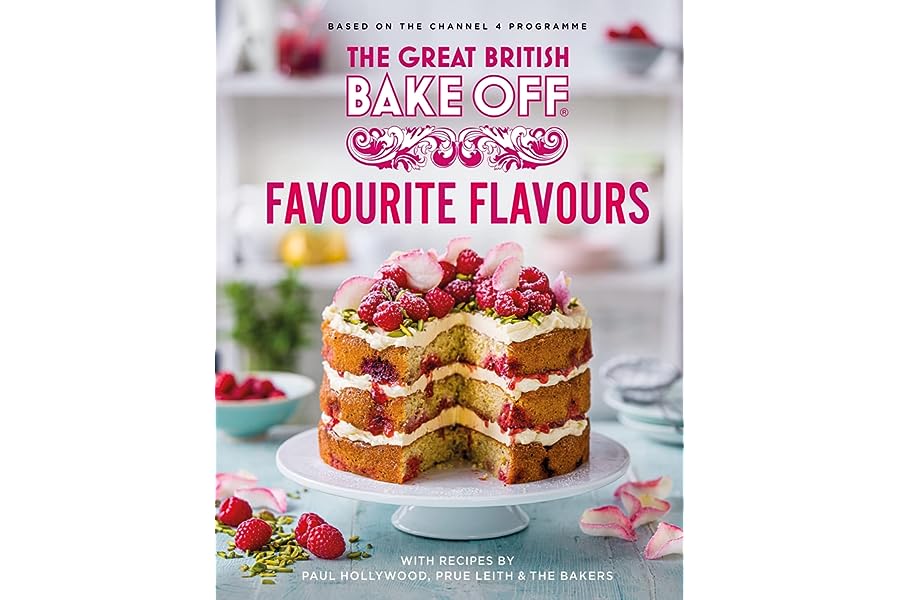 BASED ON THE CHANNEL 4 PROGRAMME
THE GREAT BRITISH
BAKE OFF®
FAVOURITE FLAVOURS
WITH RECIPES BY
PAUL HOLLYWOOD, PRUE LEITH & THE BAKERS